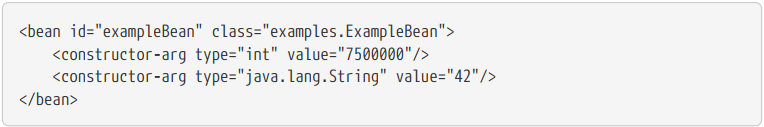 <bean id="exampleBean" class="examples.ExampleBean">
    <constructor-arg type="int" value="7500000"/>
    <constructor-arg type="java.lang.String" value="42"/>
</bean>